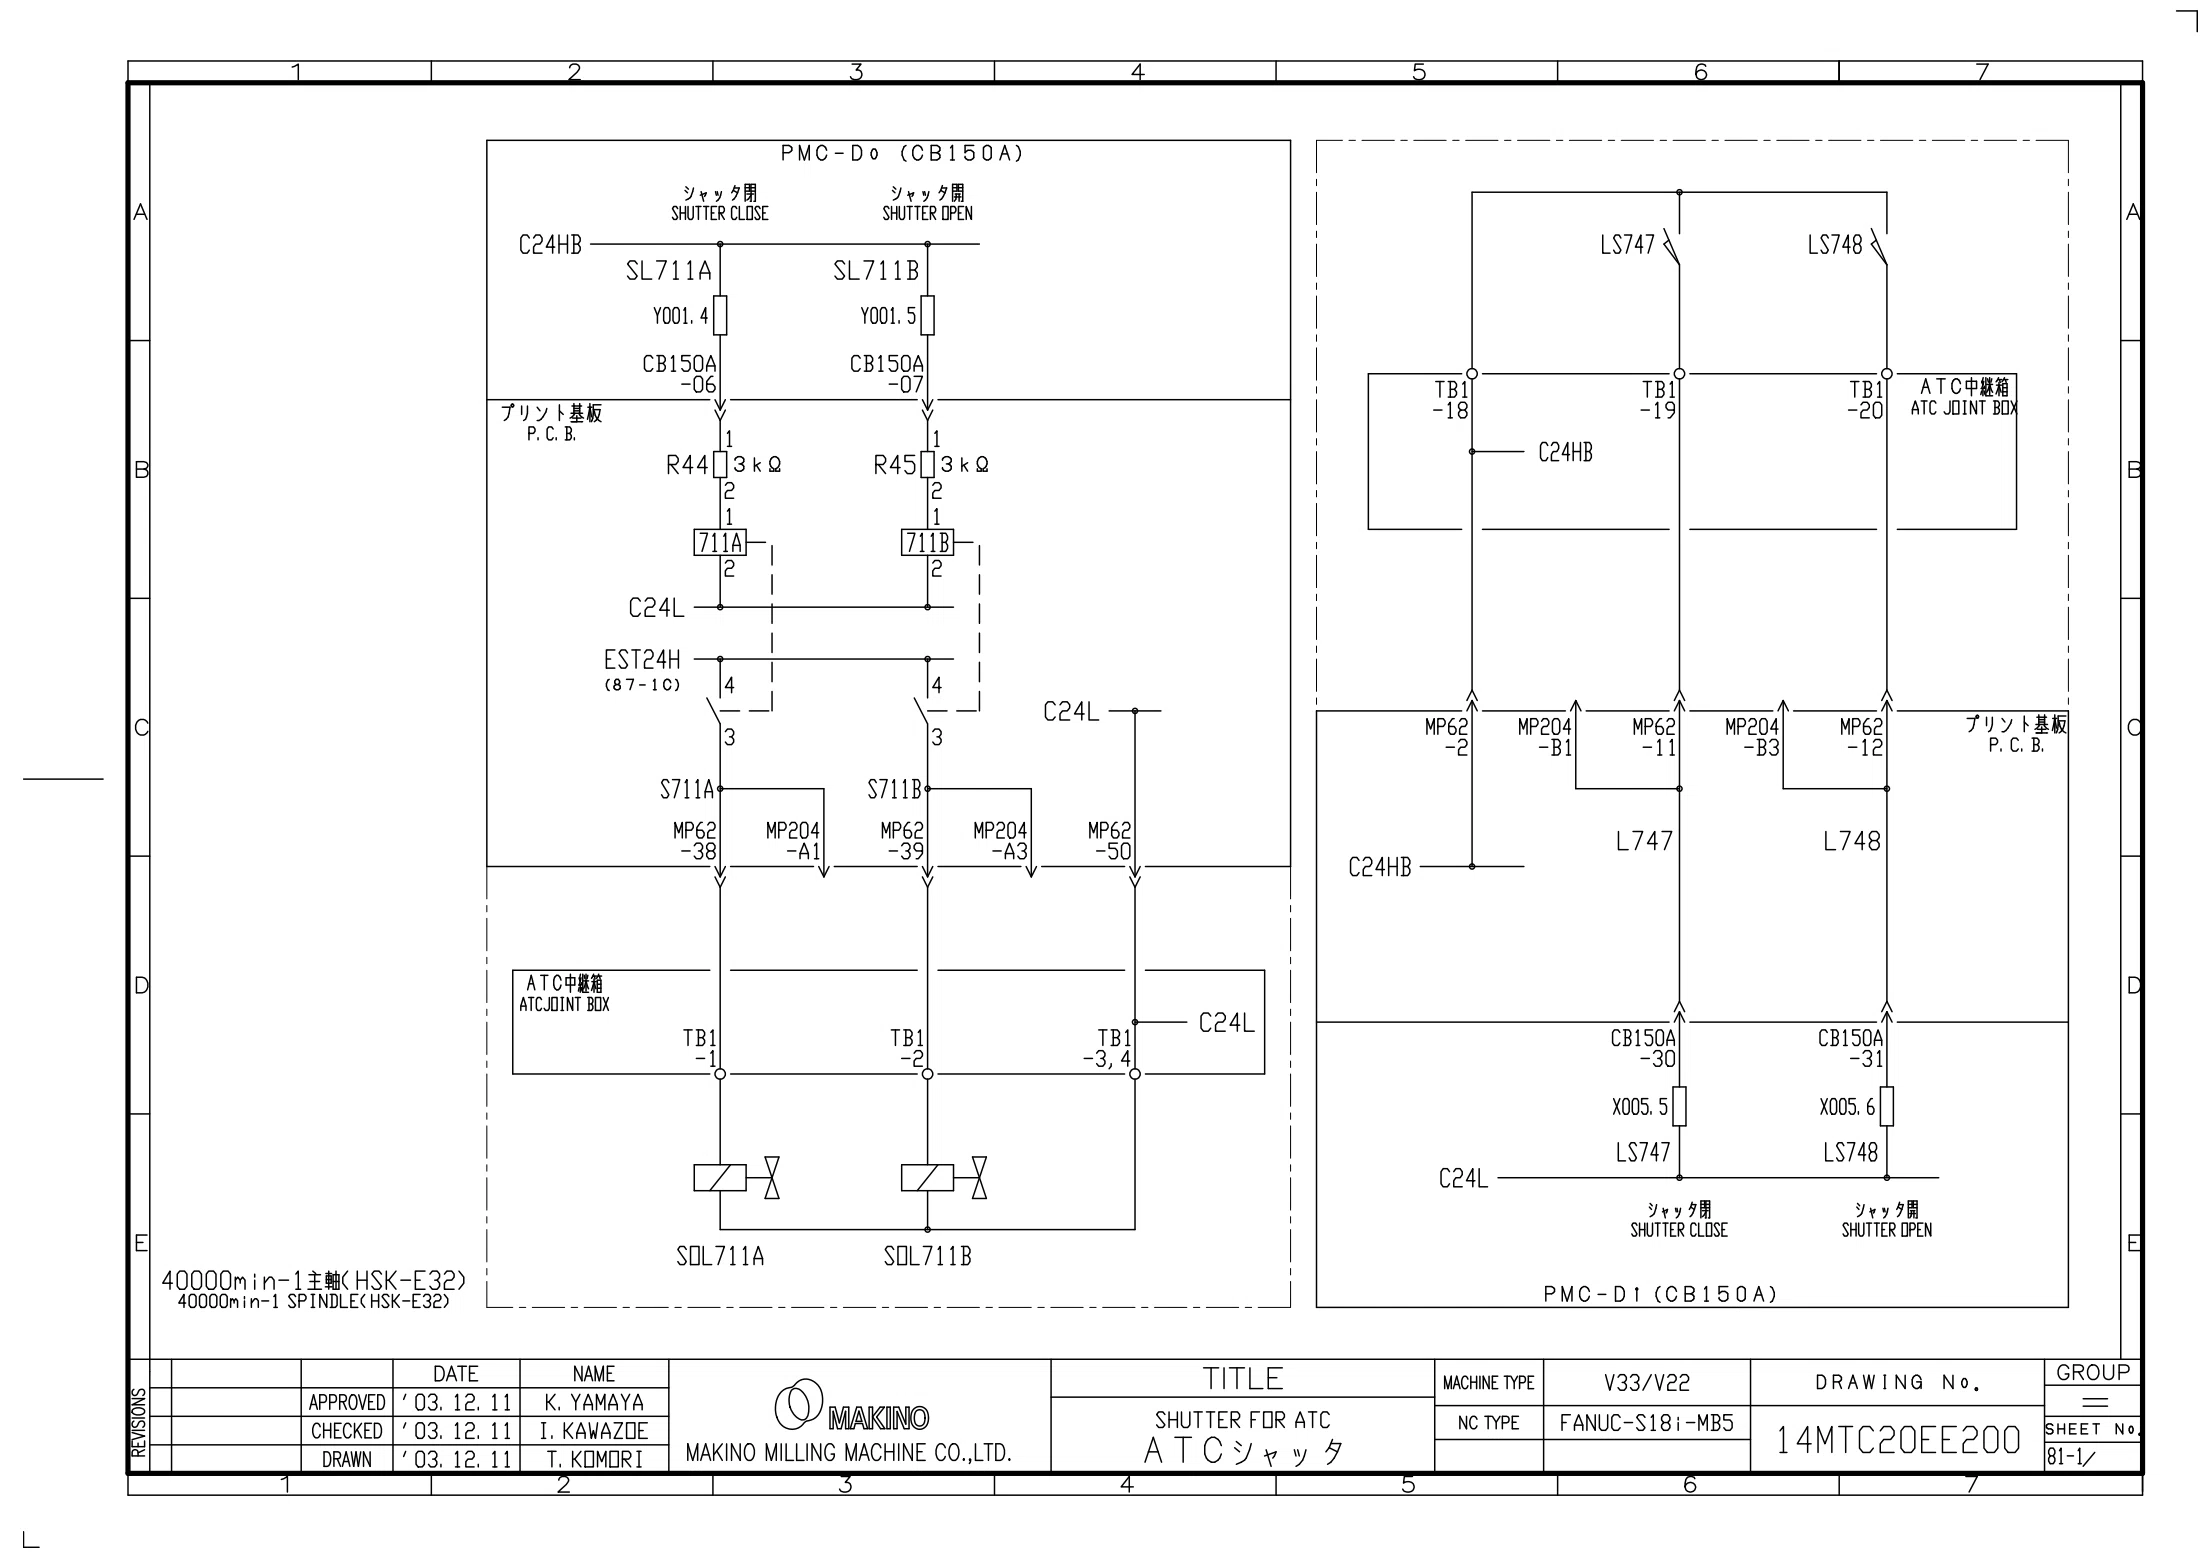 1 2 3 4 5 6 7
A
B
C
D
E
PMC-Do (CB150A)
シャッタ閉
SHUTTER CLOSE
シャッタ開
SHUTTER OPEN
C24HB
SL711A
SL711B
Y001.4
Y001.5
CB150A
-06
CB150A
-07
プリント基板
P.C.B.
1
R44 3kΩ
2
1
R45 3kΩ
2
1
711A
2
1
711B
2
C24L
EST24H
(87-1C)
4
3
4
3
C24L
S711A
S711B
MP62
-38
MP204
-A1
MP62
-39
MP204
-A3
MP62
-50
ATC中継箱
ATCJOINT BOX
C24L
TB1
-1
TB1
-2
TB1
-3,4
SOL711A
SOL711B
40000min-1主軸(HSK-E32)
40000min-1 SPINDLE(HSK-E32)
LS747
LS748
TB1
-18
TB1
-19
TB1
-20
ATC中継箱
ATC JOINT BOX
C24HB
MP62
-2
MP204
-B1
MP62
-11
MP204
-B3
MP62
-12
プリント基板
P.C.B.
L747
L748
C24HB
CB150A
-30
CB150A
-31
X005.5
X005.6
LS747
LS748
C24L
シャッタ閉
SHUTTER CLOSE
シャッタ開
SHUTTER OPEN
PMC-Di (CB150A)
A
B
C
D
E
REVISIONS
DATE NAME
APPROVED '03.12.11 K.YAMAYA
CHECKED '03.12.11 I.KAWAZOE
DRAWN '03.12.11 T.KOMORI
MAKINO
MAKINO MILLING MACHINE CO.,LTD.
TITLE
SHUTTER FOR ATC
ATCシャッタ
MACHINE TYPE V33/V22
NC TYPE FANUC-S18i-MB5
DRAWING No.
14MTC20EE200
GROUP
=
SHEET No.
81-1/
1 2 3 4 5 6 7